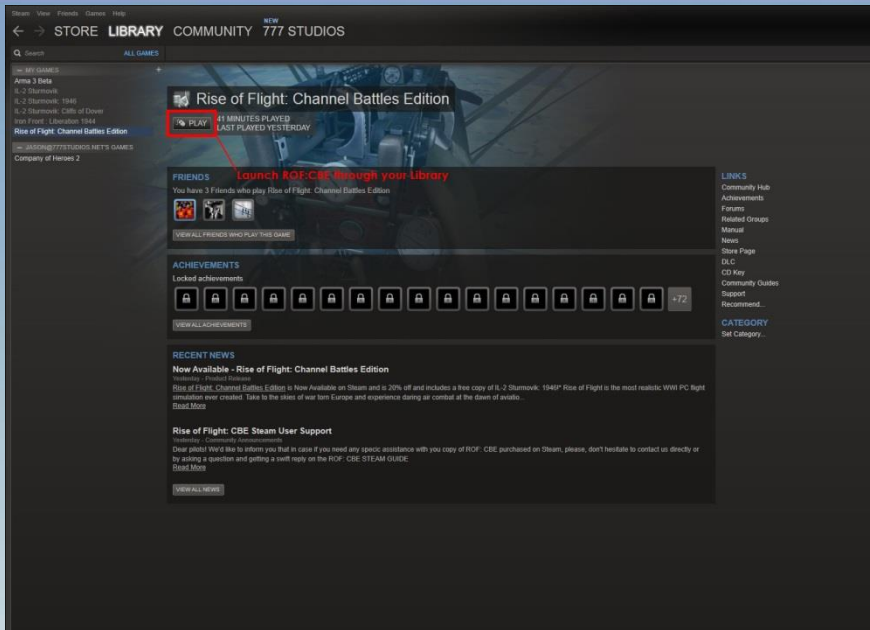 Steam View Friends Games Help
STORE LIBRARY COMMUNITY NEW 777 STUDIOS
Search ALL GAMES
— MY GAMES +
Arma 3 Beta
IL-2 Sturmovik
IL-2 Sturmovik: 1946
IL-2 Sturmovik: Cliffs of Dover
Iron Front : Liberation 1944
Rise of Flight: Channel Battles Edition
— JASON@777STUDIOS.NET'S GAMES
Company of Heroes 2
Rise of Flight: Channel Battles Edition
PLAY
41 MINUTES PLAYED
LAST PLAYED YESTERDAY
Launch ROF:CBE through your Library
FRIENDS
You have 3 Friends who play Rise of Flight: Channel Battles Edition
VIEW ALL FRIENDS WHO PLAY THIS GAME
ACHIEVEMENTS
Locked achievements
+72
VIEW ALL ACHIEVEMENTS
RECENT NEWS
Now Available - Rise of Flight: Channel Battles Edition
Yesterday - Product Release
Rise of Flight: Channel Battles Edition is Now Available on Steam and is 20% off and includes a free copy of IL-2 Sturmovik: 1946!* Rise of Flight is the most realistic WWI PC flight
simulation ever created. Take to the skies of war torn Europe and experience daring air combat at the dawn of aviatio...
Read More
Rise of Flight: CBE Steam User Support
Yesterday - Community Announcements
Dear pilots! We'd like to inform you that in case if you need any specic assistance with you copy of ROF: CBE purchased on Steam, please, don't hesitate to contact us directly or
by asking a question and getting a swift reply on the ROF: CBE STEAM GUIDE
Read More
VIEW ALL NEWS
LINKS
Community Hub
Achievements
Forums
Related Groups
Manual
News
Store Page
DLC
CD Key
Community Guides
Support
Recommend...
CATEGORY
Set Category...